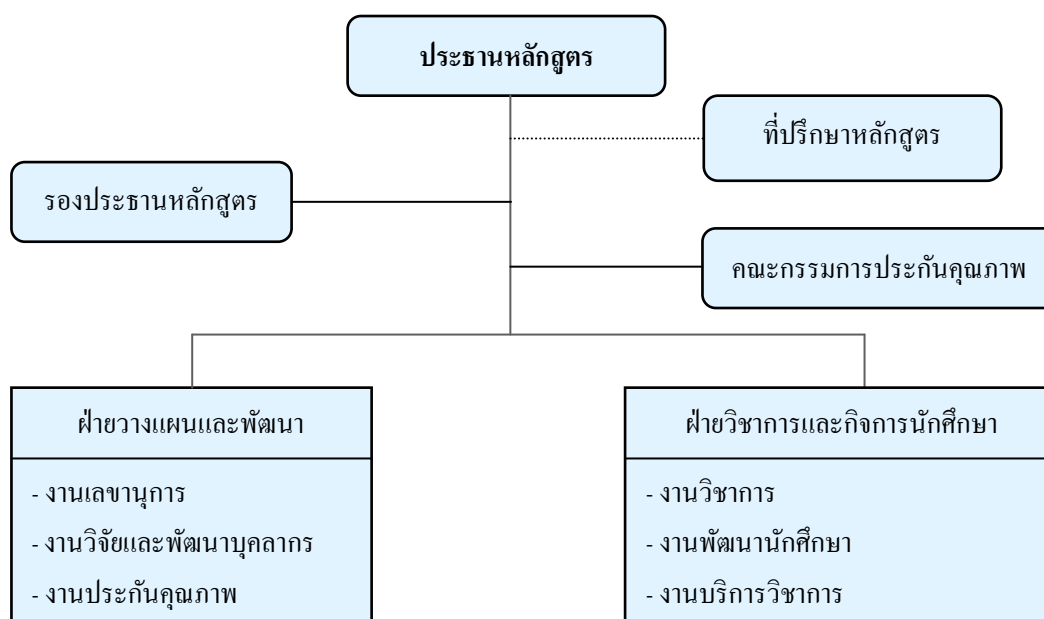 ประธานหลักสูตร
ที่ปรึกษาหลักสูตร
รองประธานหลักสูตร
คณะกรรมการประกันคุณภาพ
ฝ่ายวางแผนและพัฒนา
- งานเลขานุการ
- งานวิจัยและพัฒนาบุคลากร
- งานประกันคุณภาพ
ฝ่ายวิชาการและกิจการนักศึกษา
- งานวิชาการ
- งานพัฒนานักศึกษา
- งานบริการวิชาการ